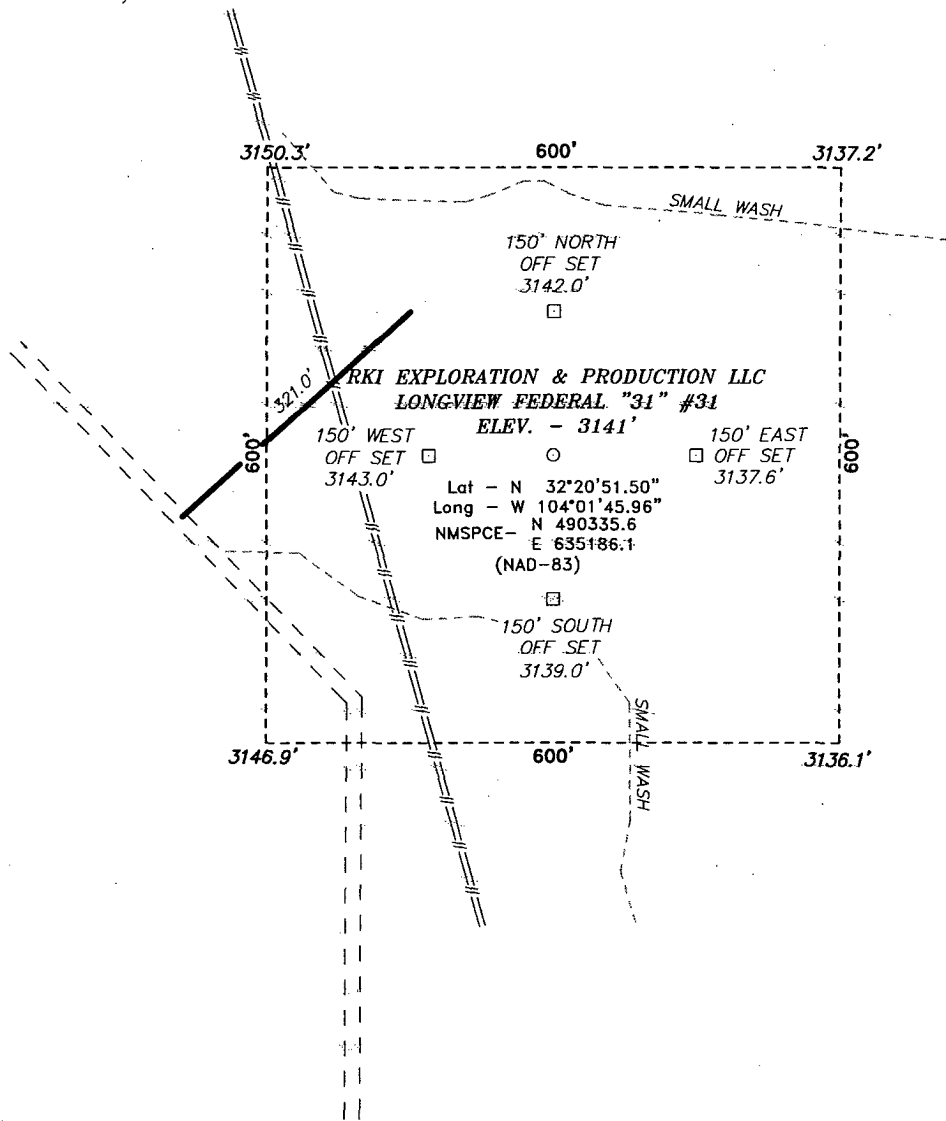 3150.3'
600'
3137.2'
SMALL WASH
150' NORTH
OFF SET
3142.0'
321.0'
RKI EXPLORATION & PRODUCTION LLC
LONGVIEW FEDERAL "31" #31
ELEV. - 3141'
600'
150' WEST
OFF SET
3143.0'
150' EAST
OFF SET
3137.6'
600'
Lat - N 32°20'51.50"
Long - W 104°01'45.96"
NMSPCE- N 490335.6
E 635186.1
(NAD-83)
150' SOUTH
OFF SET
3139.0'
SMALL WASH
3146.9'
600'
3136.1'